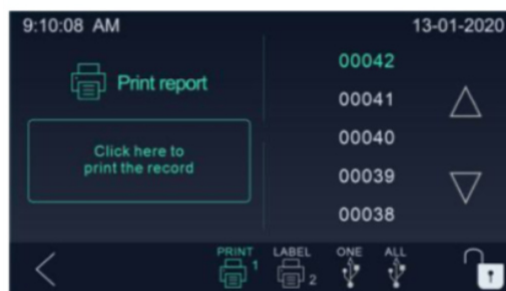 9:10:08 AM
13-01-2020
Print report
Click here to
print the record
00042
00041
00040
00039
00038
PRINT
1
LABEL
2
ONE
ALL